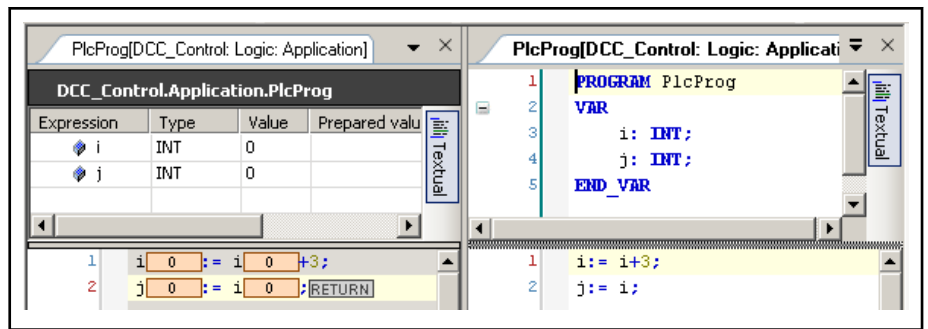 PlcProg[DCC_Control: Logic: Application]
DCC_Control.Application.PlcProg
Expression Type Value Prepared valu
i INT 0
j INT 0
Textual
1 i 0 := i 0 +3;
2 j 0 := i 0 ; RETURN
PlcProg[DCC_Control: Logic: Applicati
1 PROGRAM PlcProg
2 VAR
3 i: INT;
4 j: INT;
5 END_VAR
Textual
1 i:= i+3;
2 j:= i;